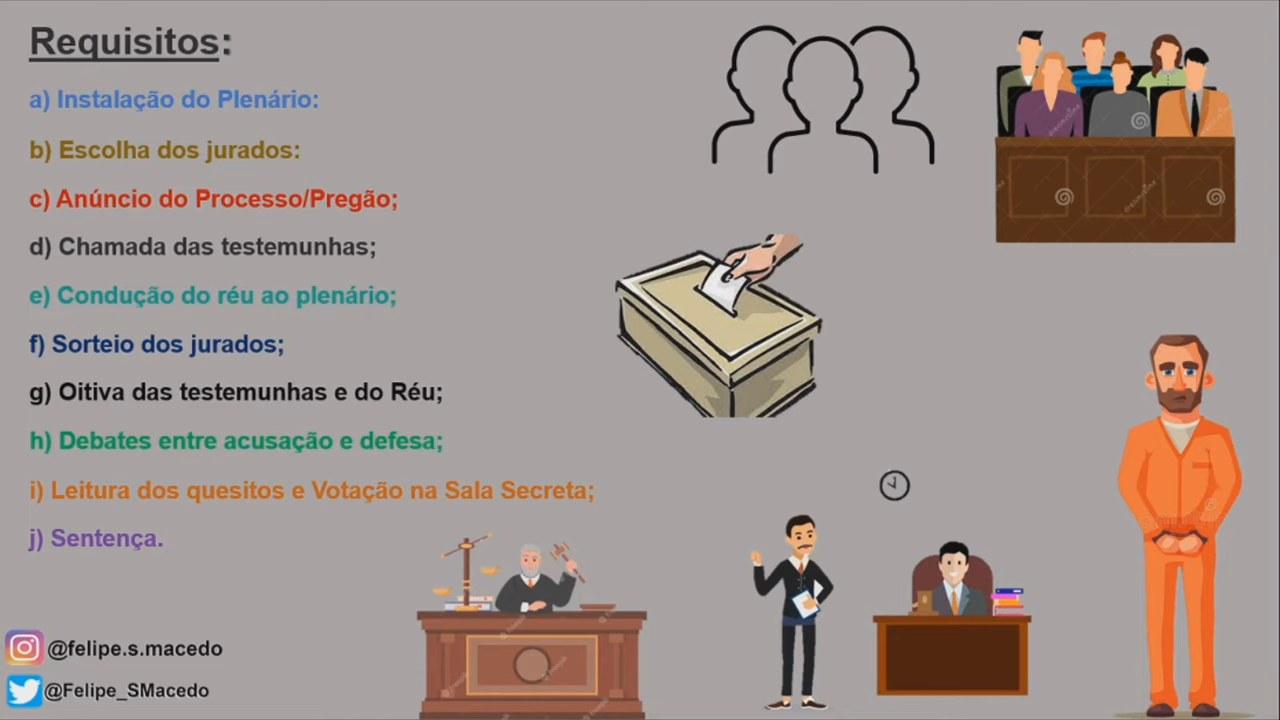 Requisitos:
a) Instalação do Plenário:
b) Escolha dos jurados:
c) Anúncio do Processo/Pregão;
d) Chamada das testemunhas;
e) Condução do réu ao plenário;
f) Sorteio dos jurados;
g) Oitiva das testemunhas e do Réu;
h) Debates entre acusação e defesa;
i) Leitura dos quesitos e Votação na Sala Secreta;
j) Sentença.
@felipe.s.macedo
@Felipe_SMacedo